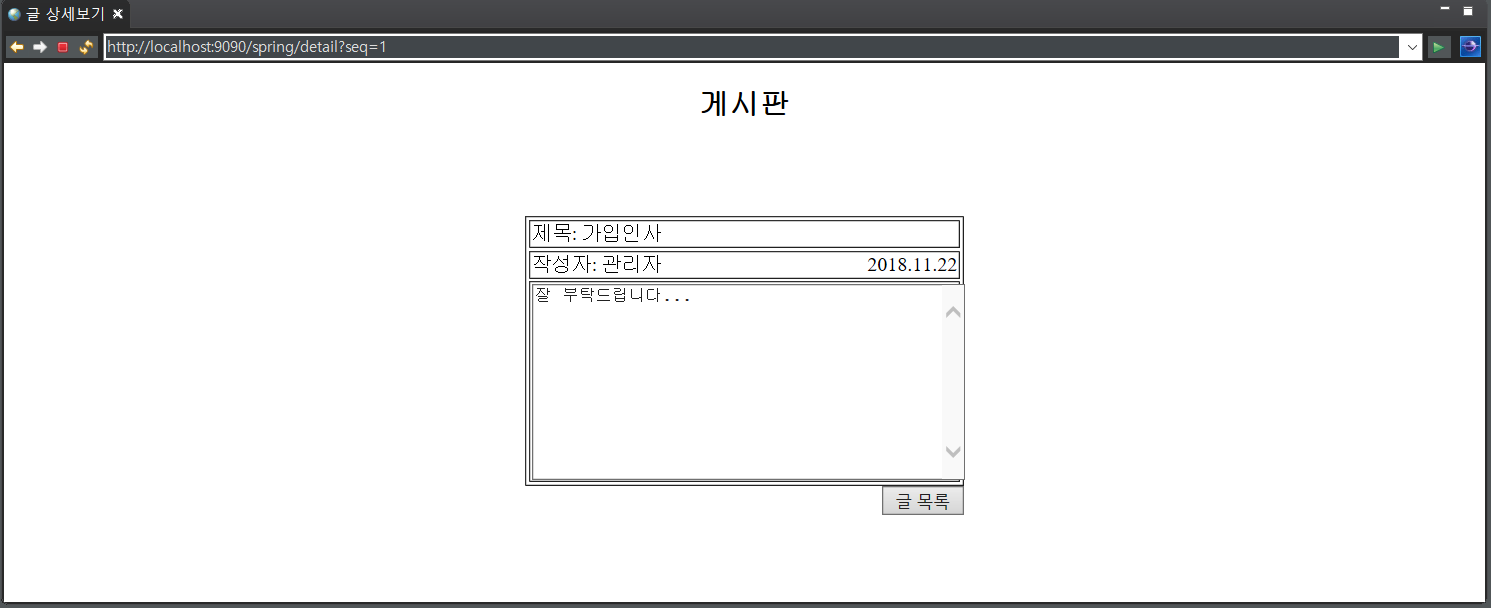 글 상세보기
http://localhost:9090/spring/detail?seq=1
게시판
제목: 가입인사
작성자: 관리자 2018.11.22
잘 부탁드립니다...
글 목록